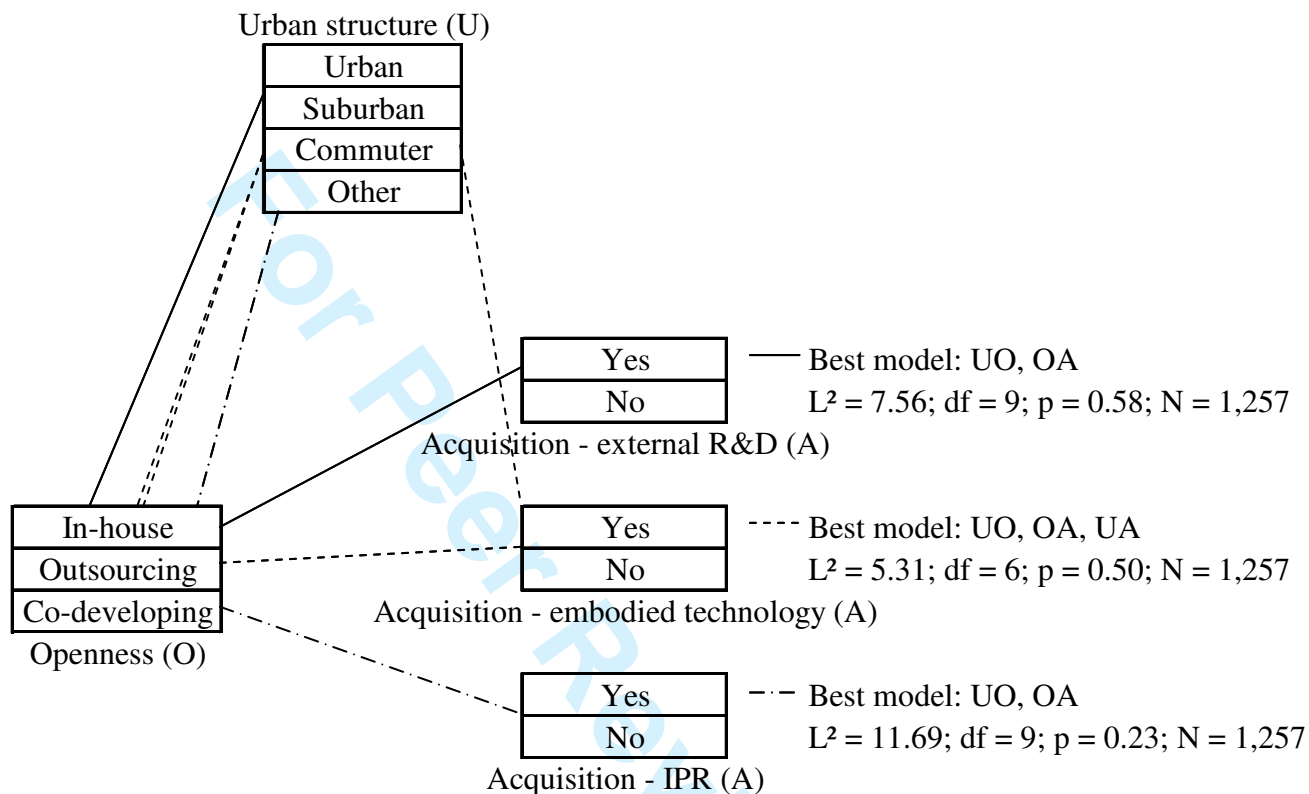 Urban structure (U)
Urban
Suburban
Commuter
Other
Yes
No
Acquisition - external R&D (A)
Best model: UO, OA
L² = 7.56; df = 9; p = 0.58; N = 1,257
In-house
Outsourcing
Co-developing
Openness (O)
Yes
No
Acquisition - embodied technology (A)
Best model: UO, OA, UA
L² = 5.31; df = 6; p = 0.50; N = 1,257
Yes
No
Acquisition - IPR (A)
Best model: UO, OA
L² = 11.69; df = 9; p = 0.23; N = 1,257
For Peer Rev